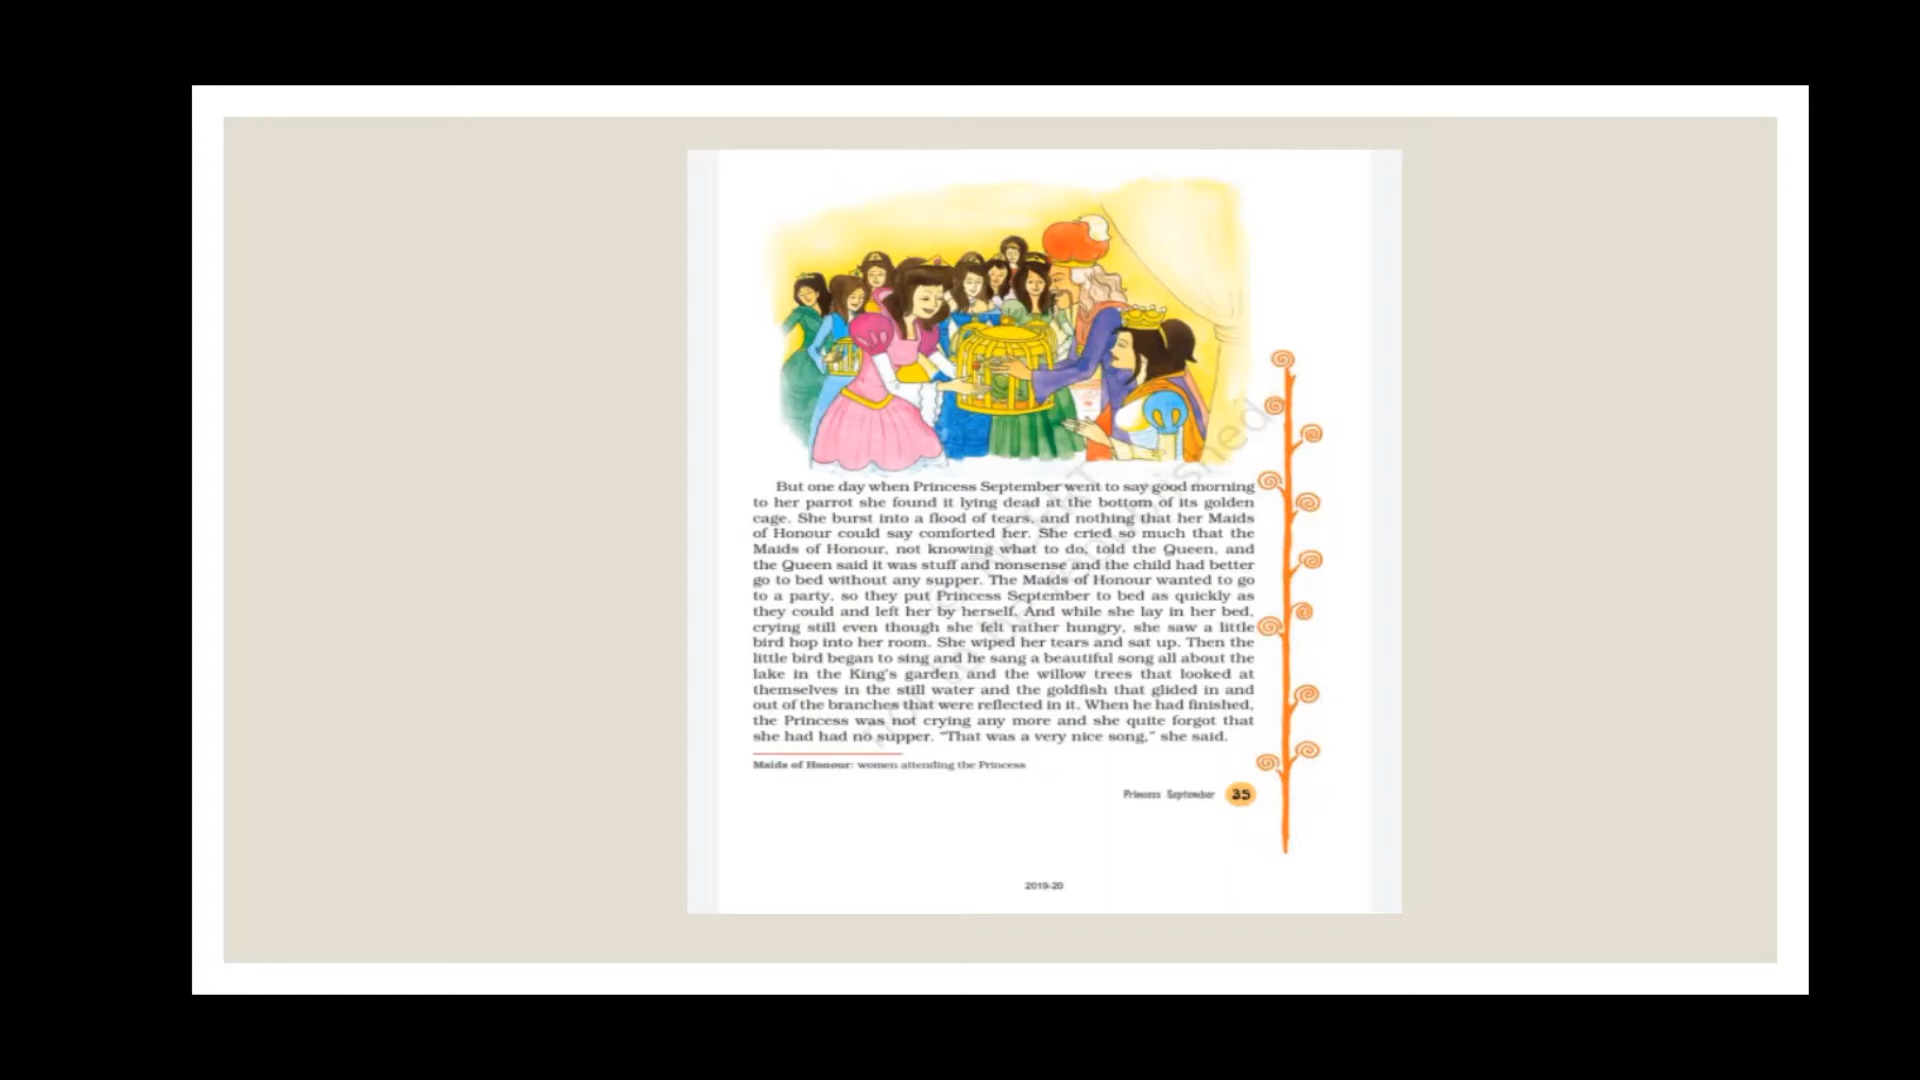 But one day when Princess September went to say good morning
to her parrot she found it lying dead at the bottom of its golden
cage. She burst into a flood of tears, and nothing that her Maids
of Honour could say comforted her. She cried so much that the
Maids of Honour, not knowing what to do, told the Queen, and
the Queen said it was stuff and nonsense and the child had better
go to bed without any supper. The Maids of Honour wanted to go
to a party, so they put Princess September to bed as quickly as
they could and left her by herself. And while she lay in her bed,
crying still even though she felt rather hungry, she saw a little
bird hop into her room. She wiped her tears and sat up. Then the
little bird began to sing and he sang a beautiful song all about the
lake in the King's garden and the willow trees that looked at
themselves in the still water and the goldfish that glided in and
out of the branches that were reflected in it. When he had finished,
the Princess was not crying any more and she quite forgot that
she had had no supper. "That was a very nice song," she said.
Maids of Honour: women attending the Princess
Princess September 35
2019-20